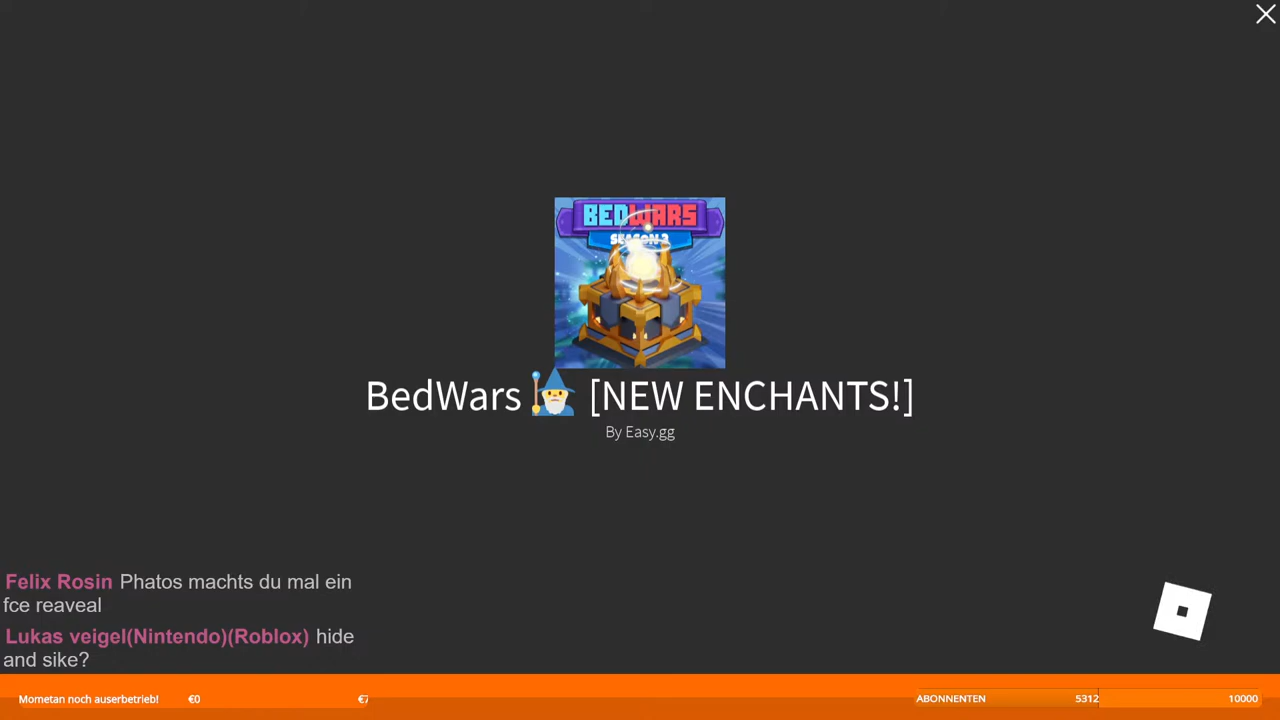 BEDWARS
SEASON 2
BedWars 🧙‍♂️ [NEW ENCHANTS!]
By Easy.gg
Felix Rosin Phatos machts du mal ein
fce reaveal
Lukas veigel(Nintendo)(Roblox) hide
and sike?
Mometan noch auserbetrieb! €0 €7
ABONNENTEN 5312 10000